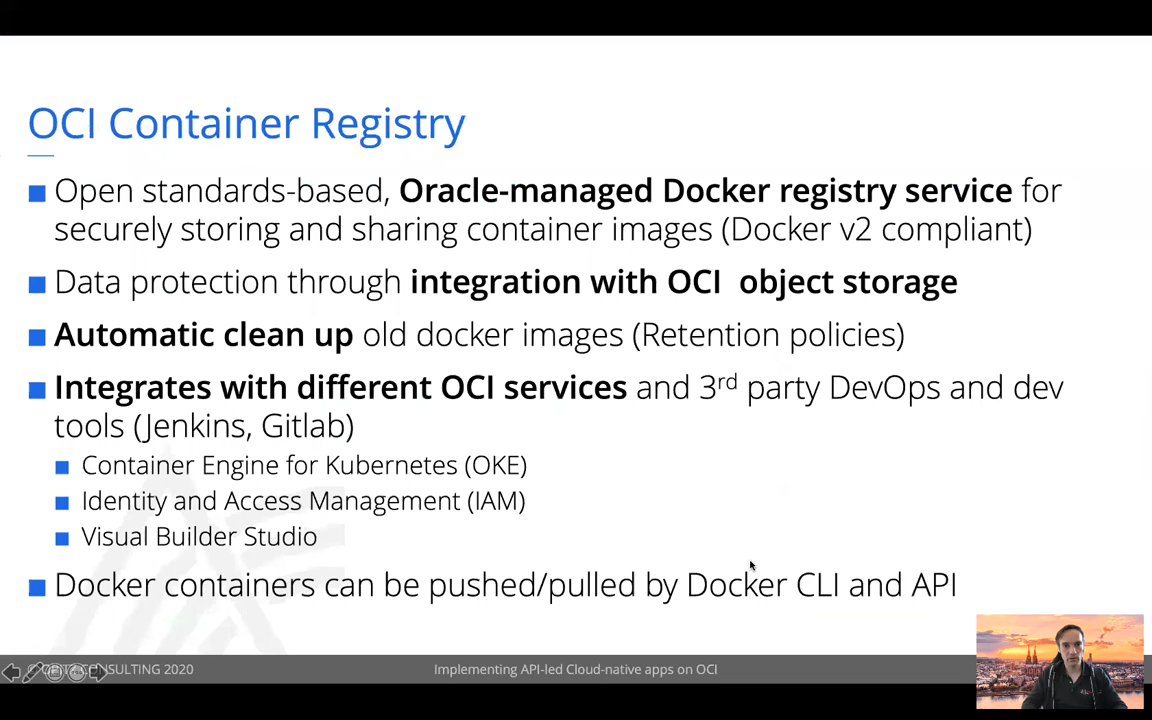 OCI Container Registry
Open standards-based, Oracle-managed Docker registry service for
securely storing and sharing container images (Docker v2 compliant)
Data protection through integration with OCI object storage
Automatic clean up old docker images (Retention policies)
Integrates with different OCI services and 3rd party DevOps and dev
tools (Jenkins, Gitlab)
Container Engine for Kubernetes (OKE)
Identity and Access Management (IAM)
Visual Builder Studio
Docker containers can be pushed/pulled by Docker CLI and API
CONSULTING 2020
Implementing API-led Cloud-native apps on OCI